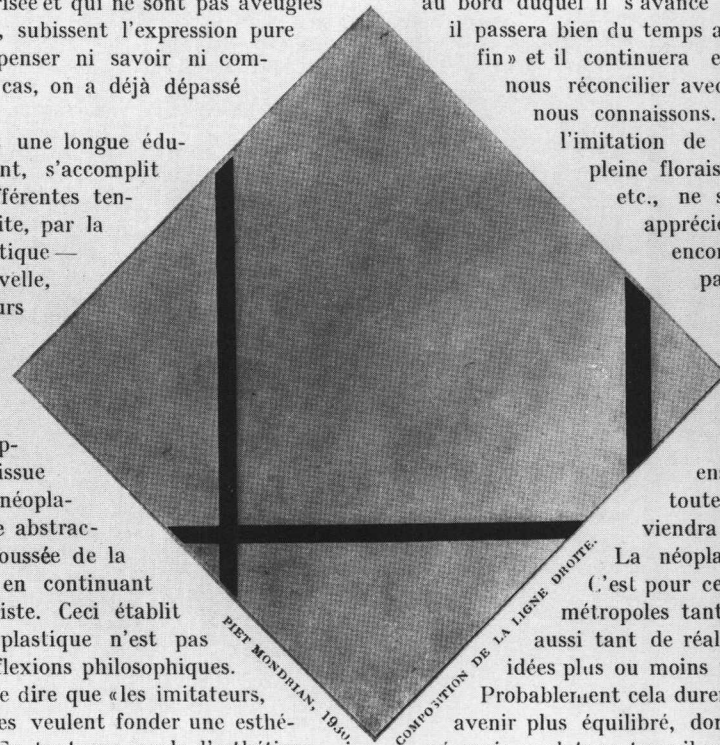 risée et qui ne sont pas aveugles
, subissent l'expression pure
penser ni savoir ni com-
cas, on a déjà dépassé
une longue édu-
nt, s'accomplit
fférentes ten-
ite, par la
tique —
velle,
urs
p-
issue
néopla-
e abstrac-
oussée de la
en continuant
iste. Ceci établit
plastique n'est pas
flexions philosophiques.
e dire que «les imitateurs,
es veulent fonder une esthé-
au bord duquel il s'avance
il passera bien du temps a
fin» et il continuera e
nous réconcilier avec
nous connaissons.
l'imitation de
pleine florais
etc., ne s
appréci
encor
pa
en
toute
viendra
La néopla
C'est pour ce
métropoles tant
aussi tant de réal
idées plus ou moins
Probablement cela dure
avenir plus équilibré, don
PIET MONDRIAN, 1930.
COMPOSITION DE LA LIGNE DROITE.